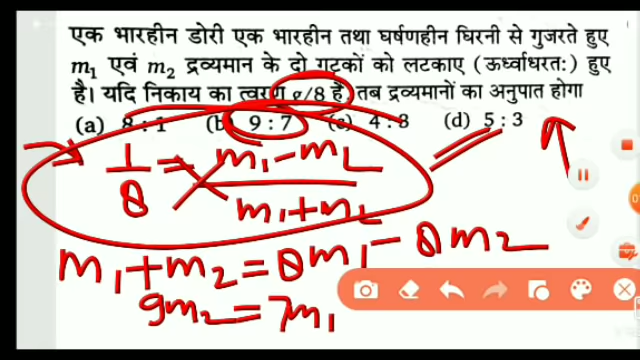 एक भारहीन डोरी एक भारहीन तथा घर्षणहीन घिरनी से गुजरते हुए
m₁ एवं m₂ द्रव्यमान के दो गुटकों को लटकाए (ऊर्ध्वाधरत:) हुए
है। यदि निकाय का त्वरण g/8 है, तब द्रव्यमानों का अनुपात होगा
(a) 8 : 1 (b) 9 : 7 (c) 4 : 3 (d) 5 : 3
1/8 = m₁ - m₂ / m₁ + m₂
m₁ + m₂ = 8m₁ - 8m₂
9m₂ = 7m₁